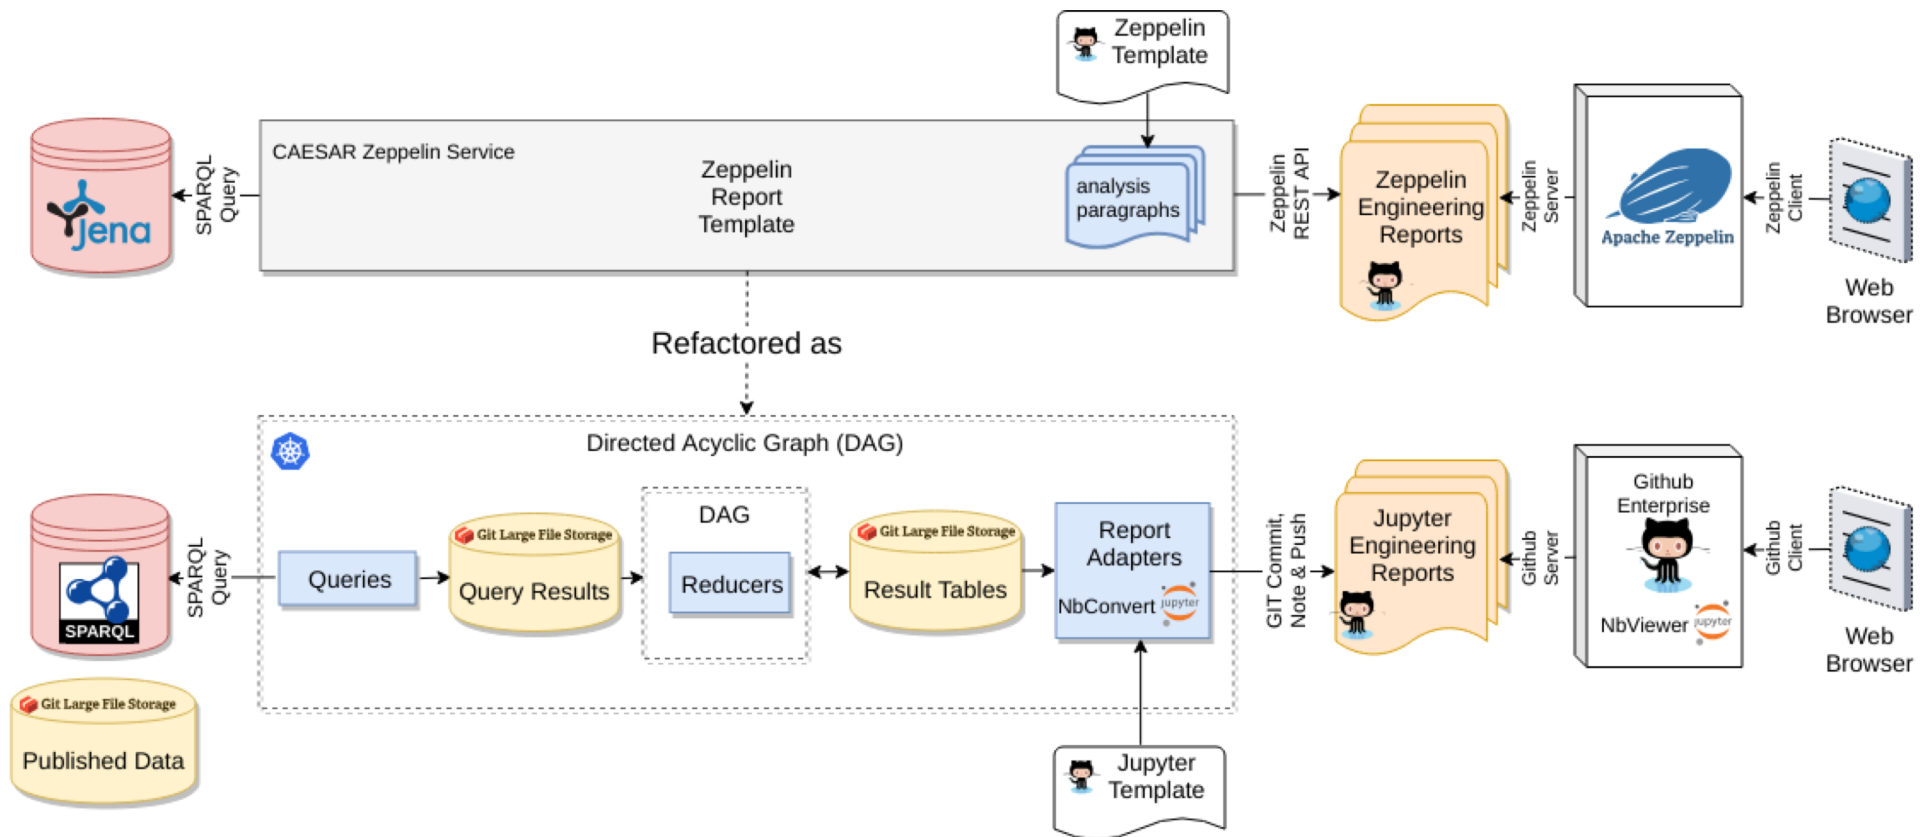 Zeppelin
Template
CAESAR Zeppelin Service
Zeppelin
Report
Template
analysis
paragraphs
SPARQL
Query
Jena
Zeppelin
REST API
Zeppelin
Engineering
Reports
Zeppelin
Server
Apache Zeppelin
Zeppelin
Client
Web
Browser
Refactored as
Directed Acyclic Graph (DAG)
SPARQL
SPARQL
Query
Queries
Git Large File Storage
Query Results
DAG
Reducers
Git Large File Storage
Result Tables
Report
Adapters
NbConvert
jupyter
GIT Commit,
Note & Push
Jupyter
Engineering
Reports
Github
Server
Github
Enterprise
NbViewer
jupyter
Github
Client
Web
Browser
Git Large File Storage
Published Data
Jupyter
Template